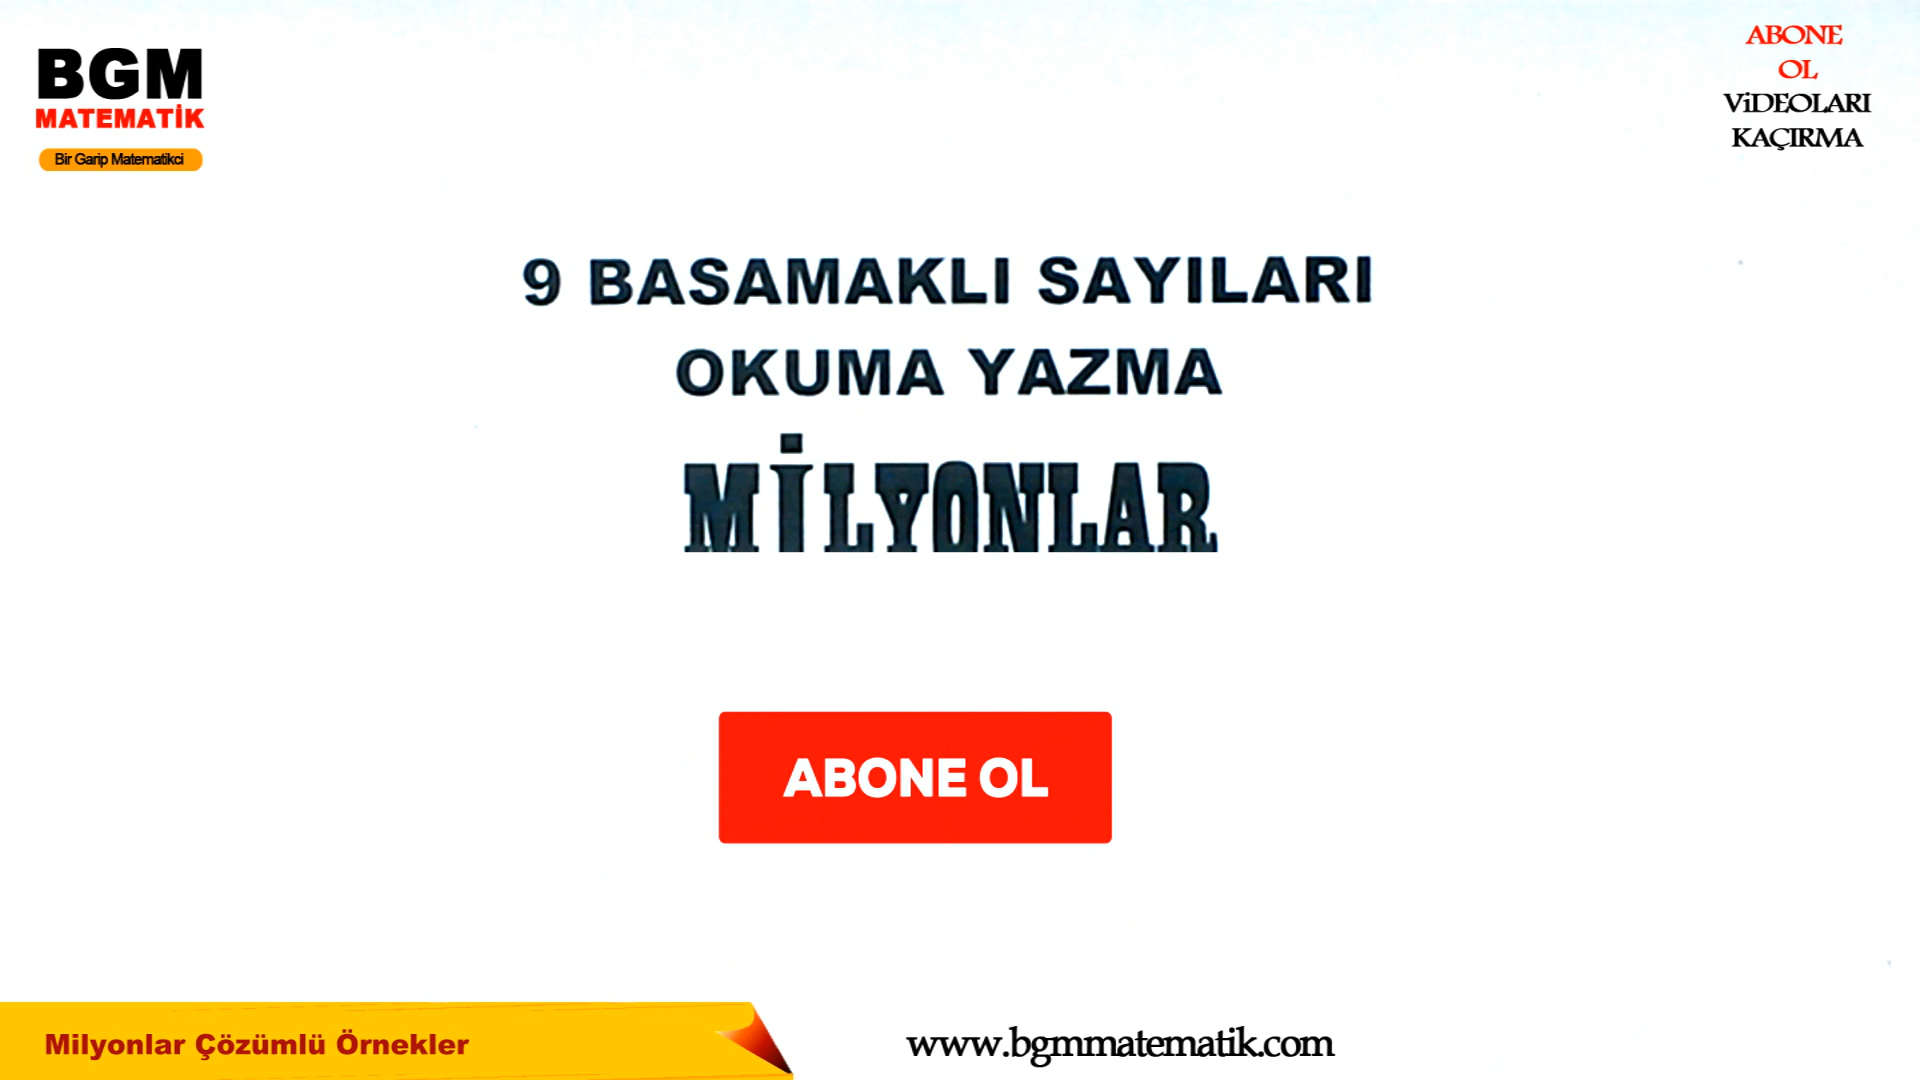 BGM
MATEMATİK
Bir Garip Matematikci
ABONE
OL
ViDEOLARI
KAÇIRMA
9 BASAMAKLI SAYILARI
OKUMA YAZMA
MİLYONLAR
ABONE OL
Milyonlar Çözümlü Örnekler
www.bgmmatematik.com